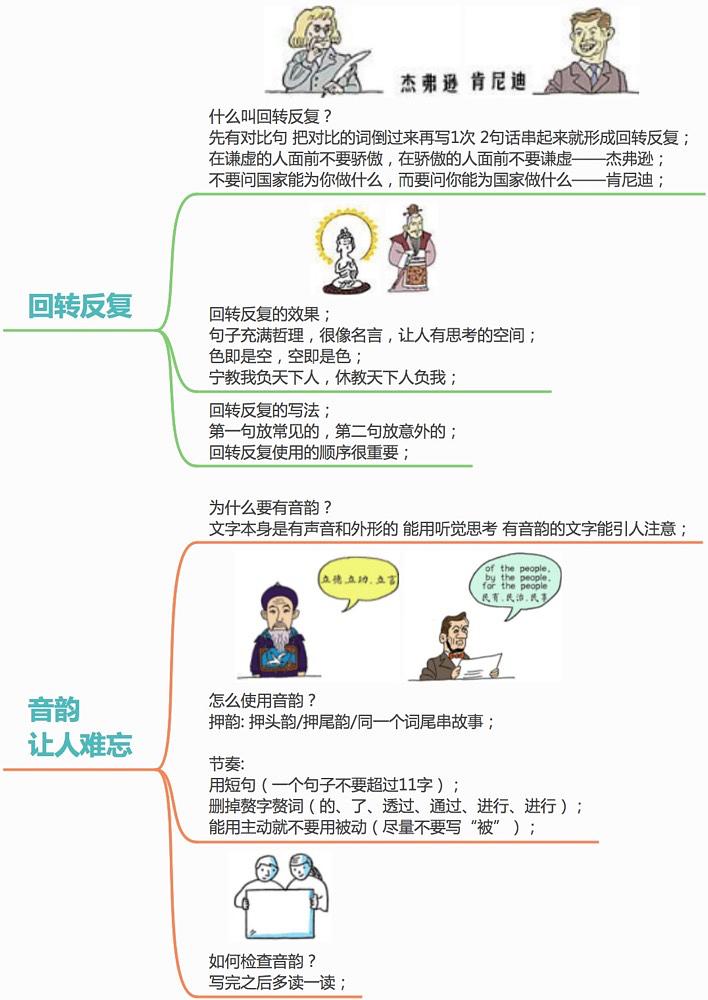 杰弗逊 肯尼迪
什么叫回转反复？
先有对比句 把对比的词倒过来再写1次 2句话串起来就形成回转反复；
在谦虚的人面前不要骄傲，在骄傲的人面前不要谦虚——杰弗逊；
不要问国家能为你做什么，而要问你能为国家做什么——肯尼迪；
回转反复
回转反复的效果；
句子充满哲理，很像名言，让人有思考的空间；
色即是空，空即是色；
宁教我负天下人，休教天下人负我；
回转反复的写法；
第一句放常见的，第二句放意外的；
回转反复使用的顺序很重要；
为什么要有音韵？
文字本身是有声音和外形的 能用听觉思考 有音韵的文字能引人注意；
立德、立功、立言
of the people,
by the people,
for the people
民有、民治、民享
音韵
让人难忘
怎么使用音韵？
押韵: 押头韵/押尾韵/同一个词尾串故事；
节奏:
用短句（一个句子不要超过11字）；
删掉赘字赘词（的、了、透过、通过、进行、进行）；
能用主动就不要用被动（尽量不要写“被”）；
如何检查音韵？
写完之后多读一读；